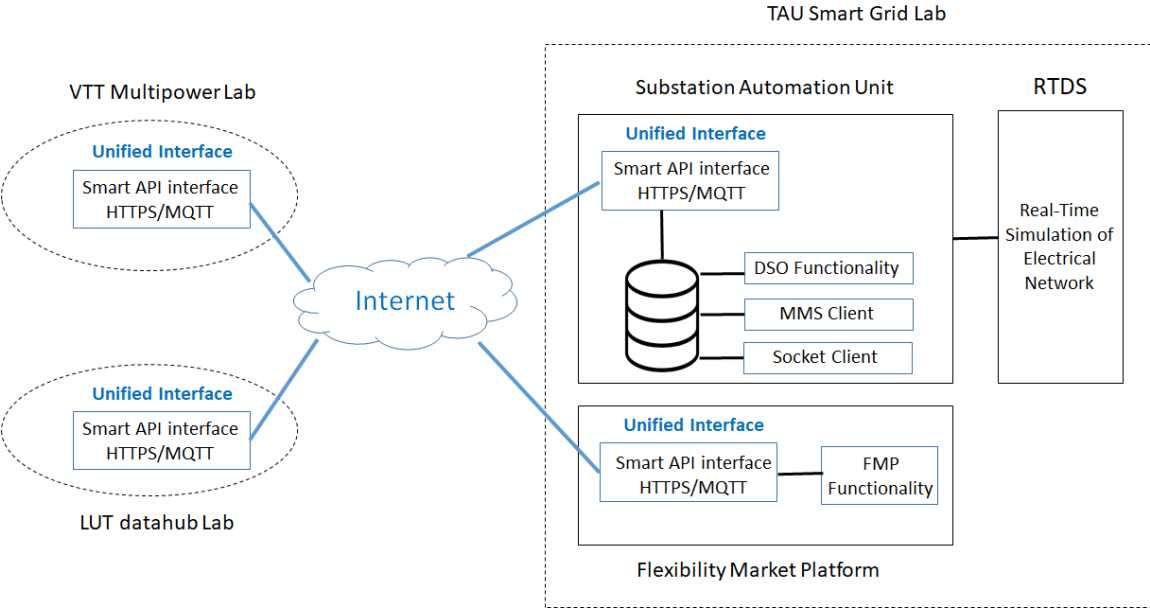 TAU Smart Grid Lab
VTT Multipower Lab
Unified Interface
Smart API interface
HTTPS/MQTT
Internet
Unified Interface
Smart API interface
HTTPS/MQTT
LUT datahub Lab
Substation Automation Unit
Unified Interface
Smart API interface
HTTPS/MQTT
DSO Functionality
MMS Client
Socket Client
RTDS
Real-Time
Simulation of
Electrical
Network
Unified Interface
Smart API interface
HTTPS/MQTT
FMP
Functionality
Flexibility Market Platform